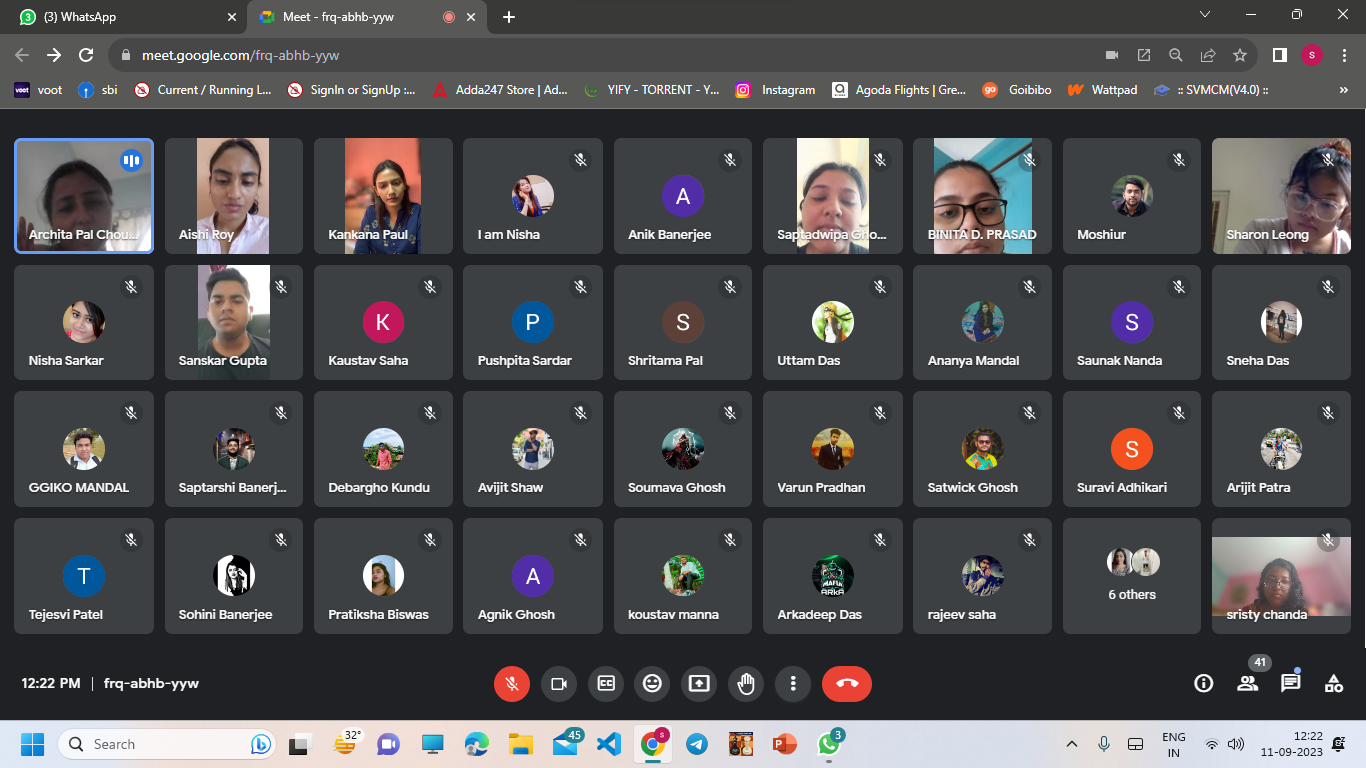 (3) WhatsApp
Meet - frq-abhb-yyw
meet.google.com/frq-abhb-yyw
S
voot
voot
sbi
Current / Running L...
SignIn or SignUp :...
Adda247 Store | Ad...
YIFY - TORRENT - Y...
Instagram
Agoda Flights | Gre...
go
Goibibo
Wattpad
:: SVMCM(V4.0) ::
Archita Pal Chou...
Aishi Roy
Kankana Paul
I am Nisha
A
Anik Banerjee
Saptadwipa Gho...
BINITA D. PRASAD
Moshiur
Sharon Leong
Nisha Sarkar
Sanskar Gupta
K
Kaustav Saha
P
Pushpita Sardar
S
Shritama Pal
Uttam Das
Ananya Mandal
S
Saunak Nanda
Sneha Das
GGIKO MANDAL
Saptarshi Banerj...
Debargho Kundu
Avijit Shaw
Soumava Ghosh
Varun Pradhan
Satwick Ghosh
S
Suravi Adhikari
Arijit Patra
T
Tejesvi Patel
Sohini Banerjee
Pratiksha Biswas
A
Agnik Ghosh
koustav manna
MAFIA
ARKA
Arkadeep Das
rajeev saha
6 others
sristy chanda
12:22 PM | frq-abhb-yyw
CC
41
Search
32°
45
S
P
3
ENG
IN
12:22
11-09-2023